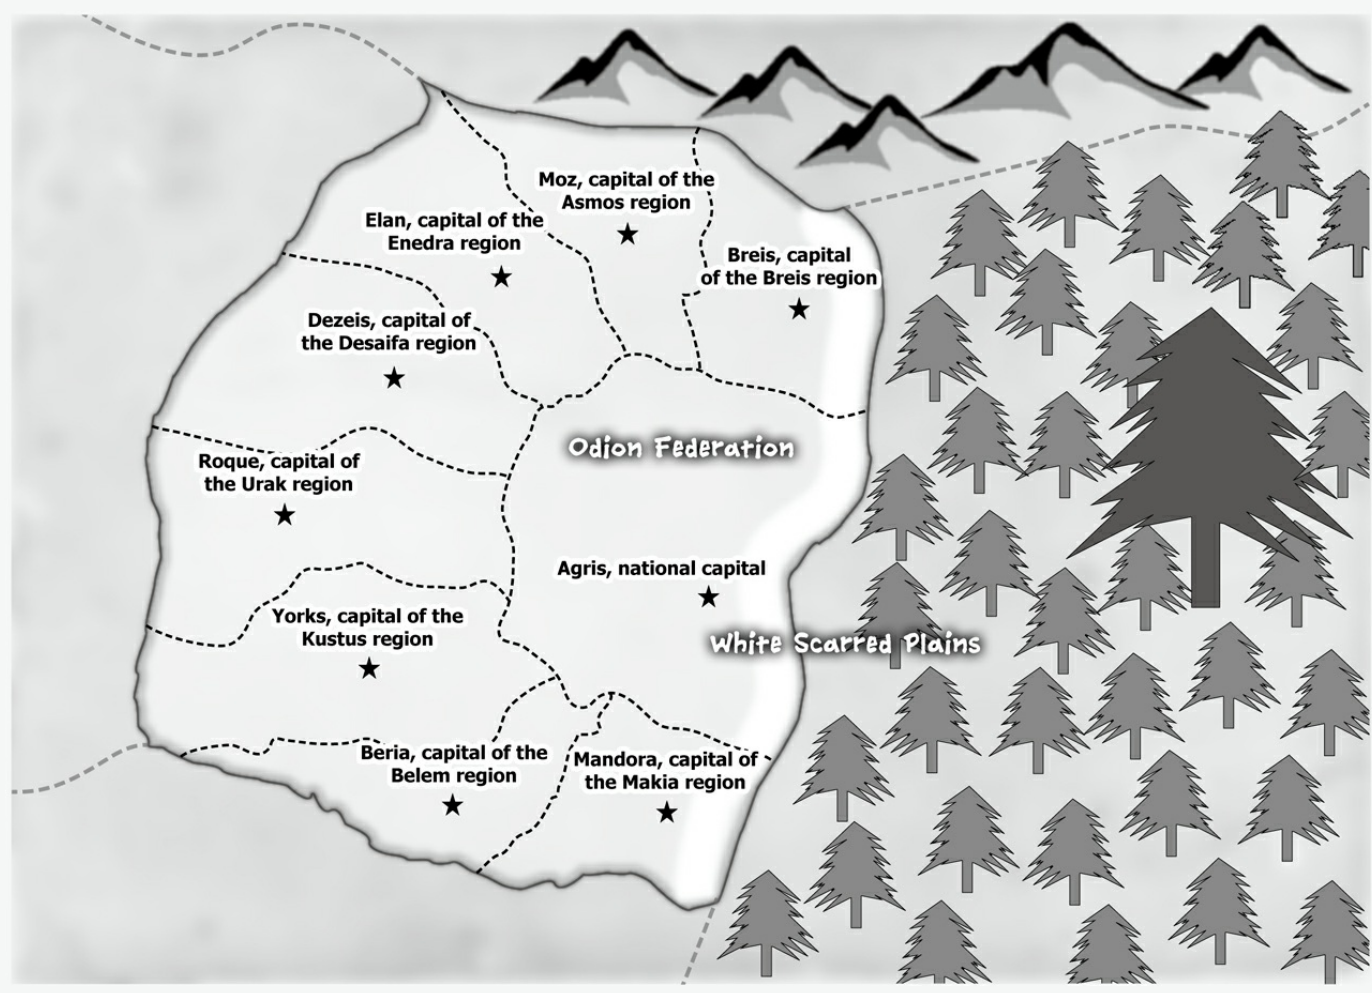 Moz, capital of the
Asmos region
Elan, capital of the
Enedra region
Breis, capital
of the Breis region
Dezeis, capital of
the Desaifa region
Odion Federation
Roque, capital of
the Urak region
Agris, national capital
Yorks, capital of the
Kustus region
White Scarred Plains
Beria, capital of the
Belem region
Mandora, capital of
the Makia region